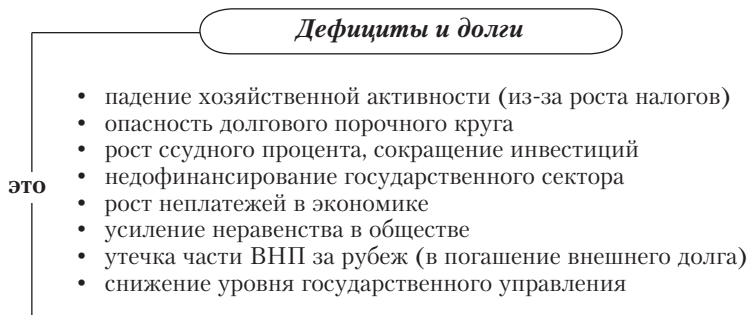 Дефициты и долги
• падение хозяйственной активности (из-за роста налогов)
• опасность долгового порочного круга
• рост ссудного процента, сокращение инвестиций
• недофинансирование государственного сектора
это
• рост неплатежей в экономике
• усиление неравенства в обществе
• утечка части ВНП за рубеж (в погашение внешнего долга)
• снижение уровня государственного управления